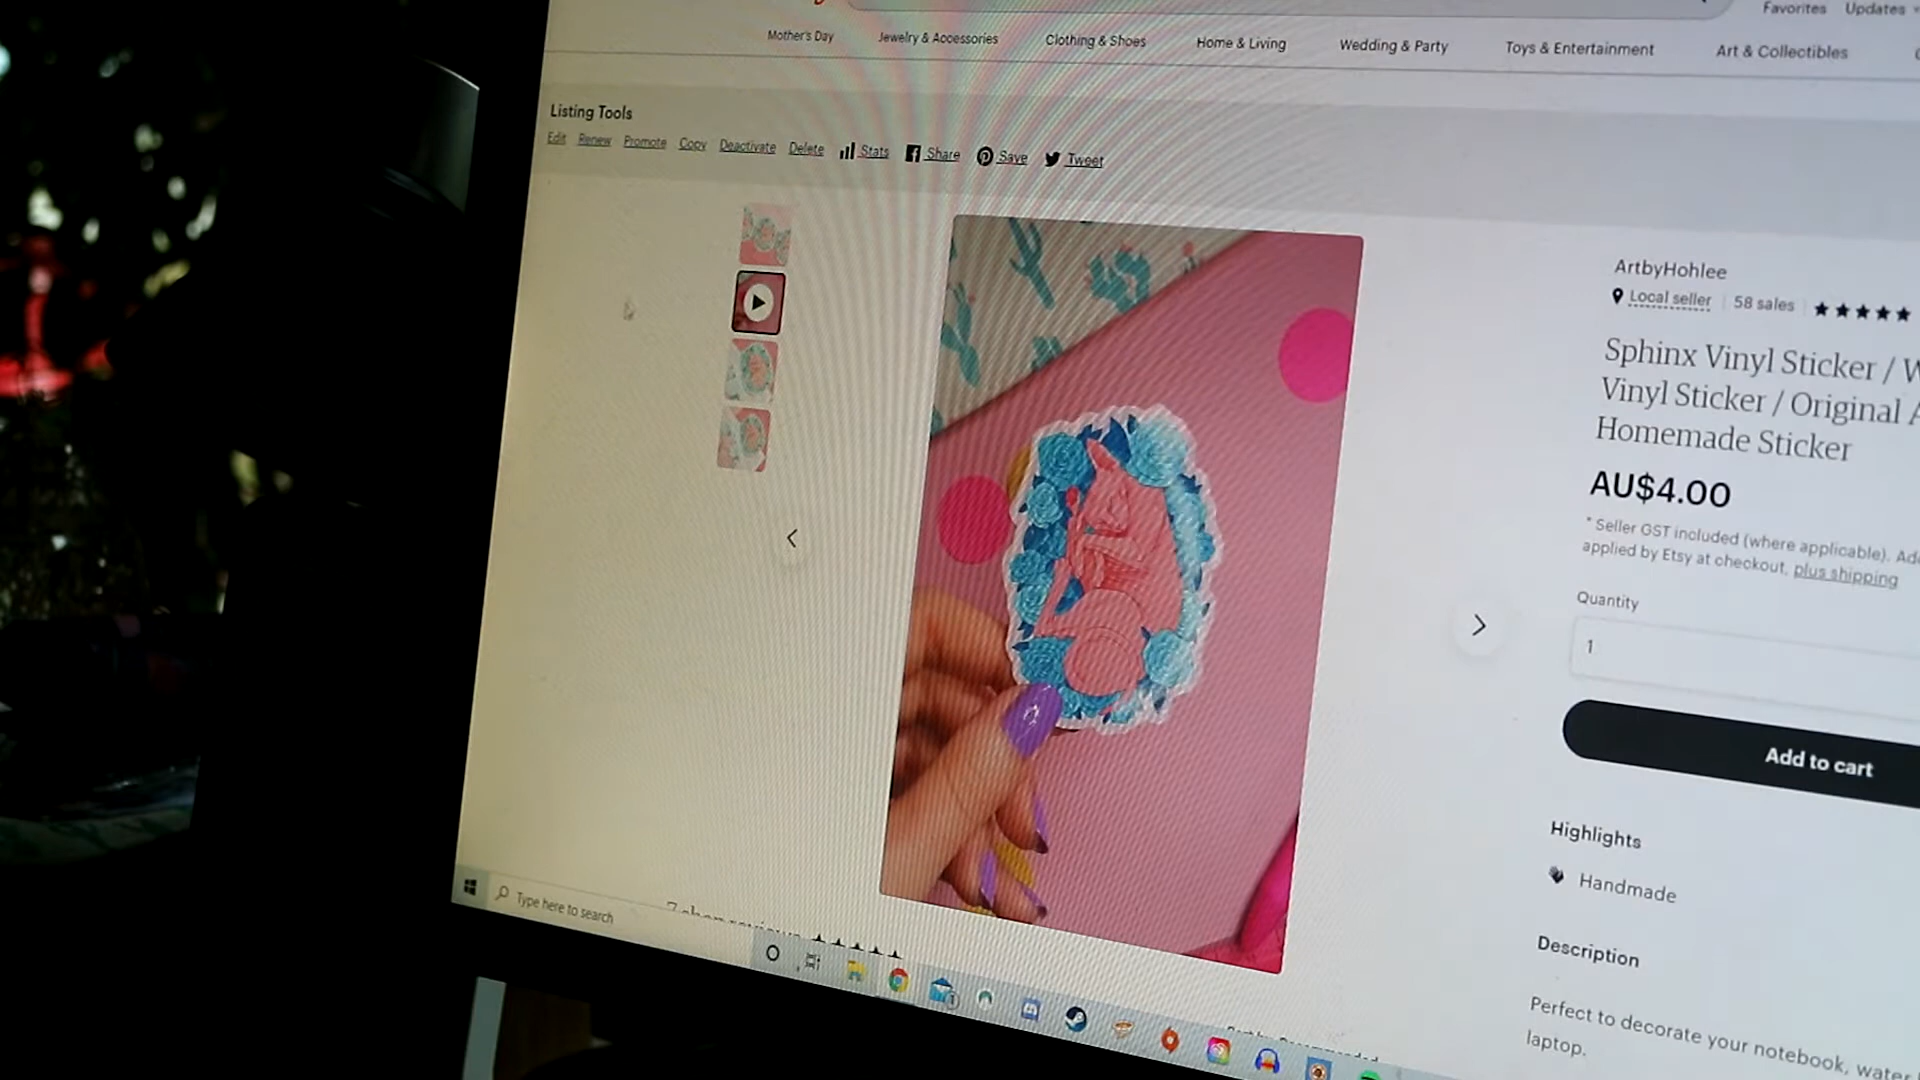 Favorites Updates
Mother's Day Jewelry & Accessories Clothing & Shoes Home & Living Wedding & Party Toys & Entertainment Art & Collectibles
Listing Tools
Edit Renew Promote Copy Deactivate Delete Stats Share Save Tweet
ArtbyHohlee
Local seller 58 sales
Sphinx Vinyl Sticker / W
Vinyl Sticker / Original A
Homemade Sticker
AU$4.00
* Seller GST included (where applicable). Ad
applied by Etsy at checkout, plus shipping
Quantity
1
Add to cart
Highlights
Handmade
Description
Perfect to decorate your notebook, water
laptop.
7 shop reviews
Type here to search